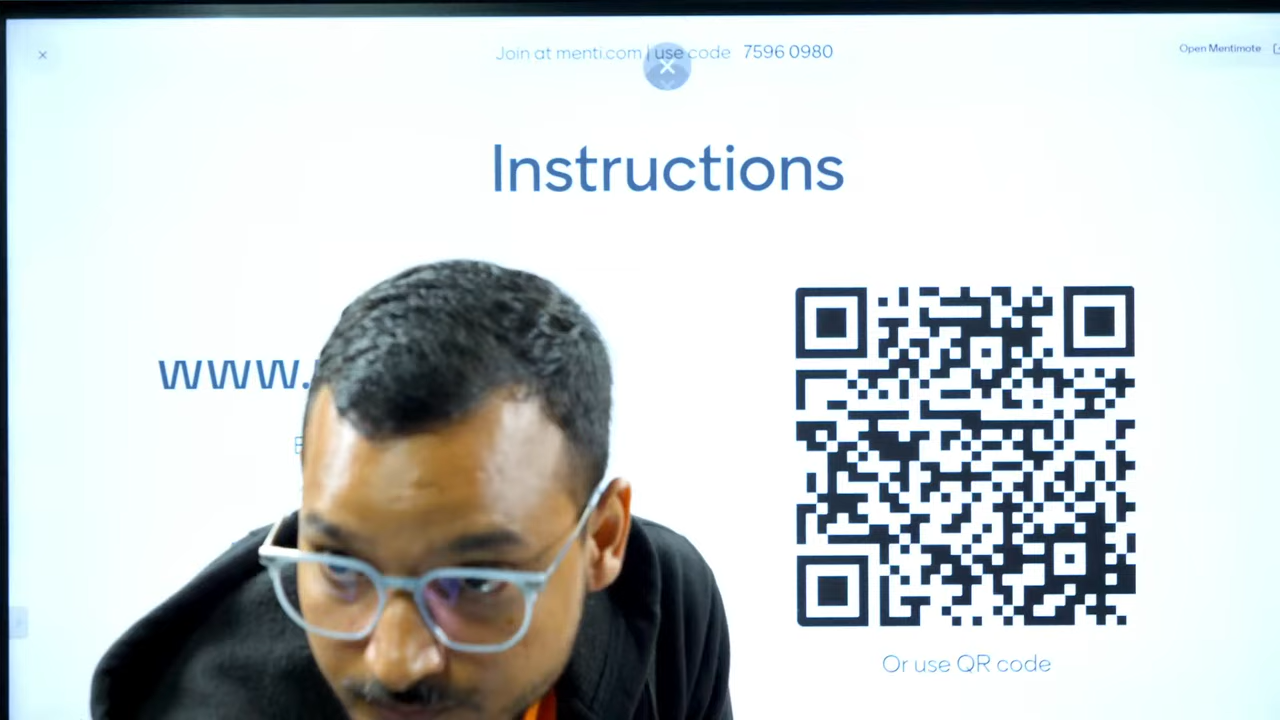 Join at menti.com | use code 7596 0980
Open Mentimote
Instructions
www.
Or use QR code